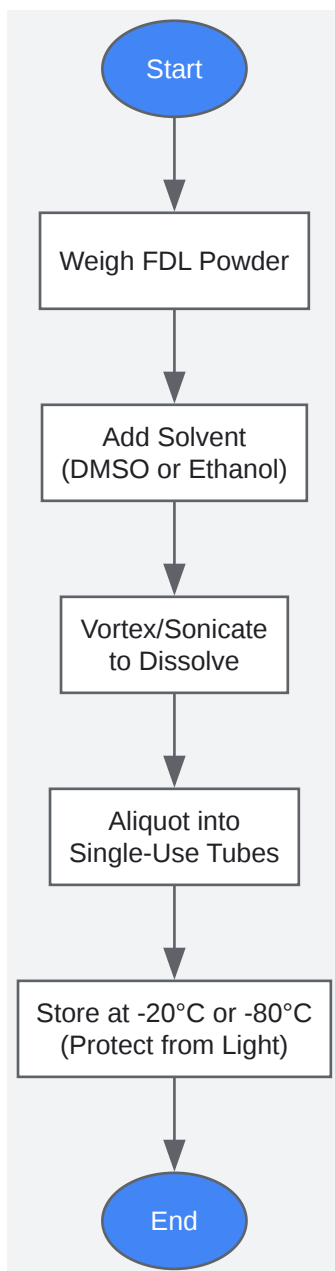 Start
Weigh FDL Powder
Add Solvent
(DMSO or Ethanol)
Vortex/Sonicate
to Dissolve
Aliquot into
Single-Use Tubes
Store at -20°C or -80°C
(Protect from Light)
End